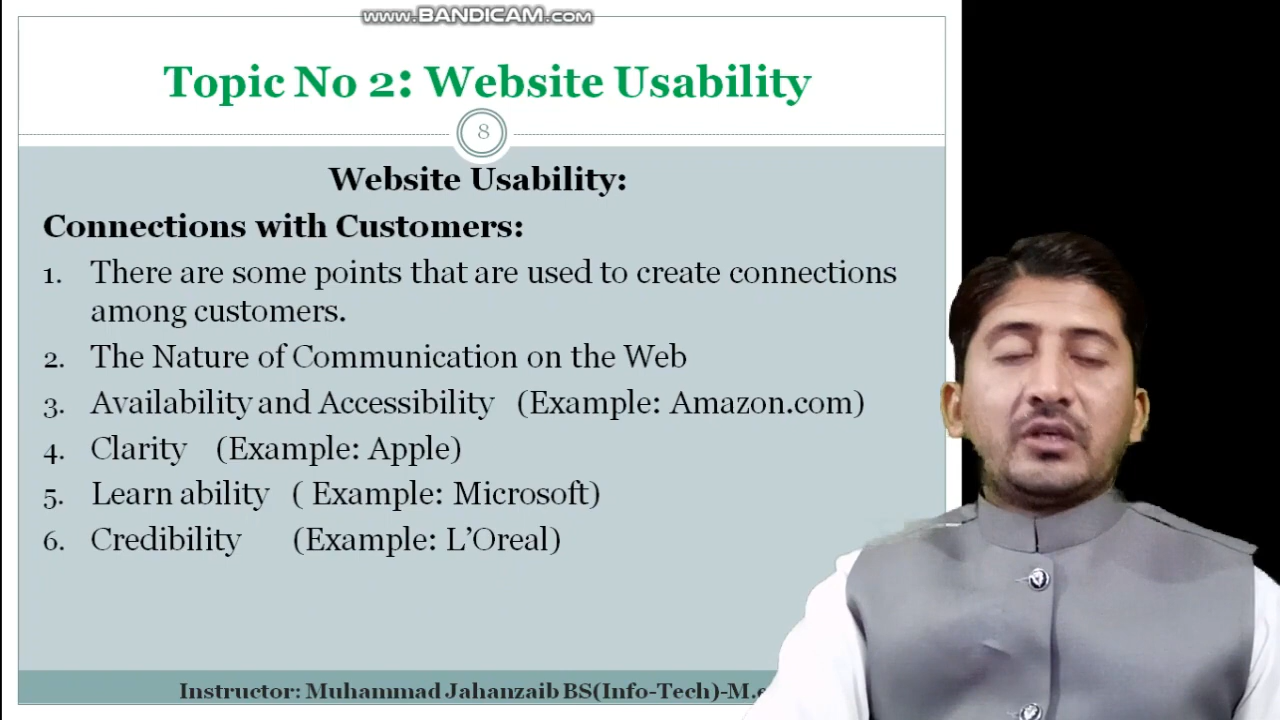 www.BANDICAM.com
Topic No 2: Website Usability
8
Website Usability:
Connections with Customers:
1. There are some points that are used to create connections
among customers.
2. The Nature of Communication on the Web
3. Availability and Accessibility (Example: Amazon.com)
4. Clarity (Example: Apple)
5. Learn ability ( Example: Microsoft)
6. Credibility (Example: L’Oreal)
Instructor: Muhammad Jahanzaib BS(Info-Tech)-M.e